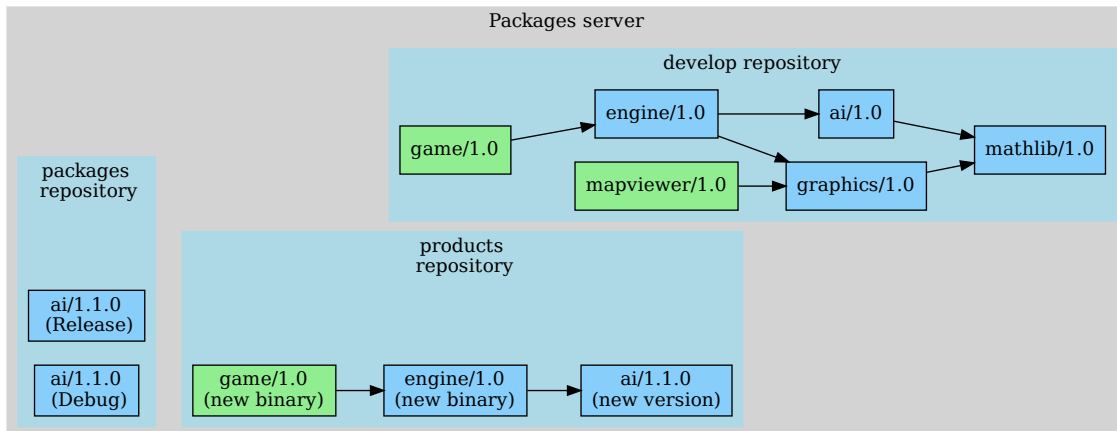 Packages server
develop repository
engine/1.0
ai/1.0
game/1.0
mathlib/1.0
mapviewer/1.0
graphics/1.0
packages
repository
ai/1.1.0
(Release)
ai/1.1.0
(Debug)
products
repository
game/1.0
(new binary)
engine/1.0
(new binary)
ai/1.1.0
(new version)